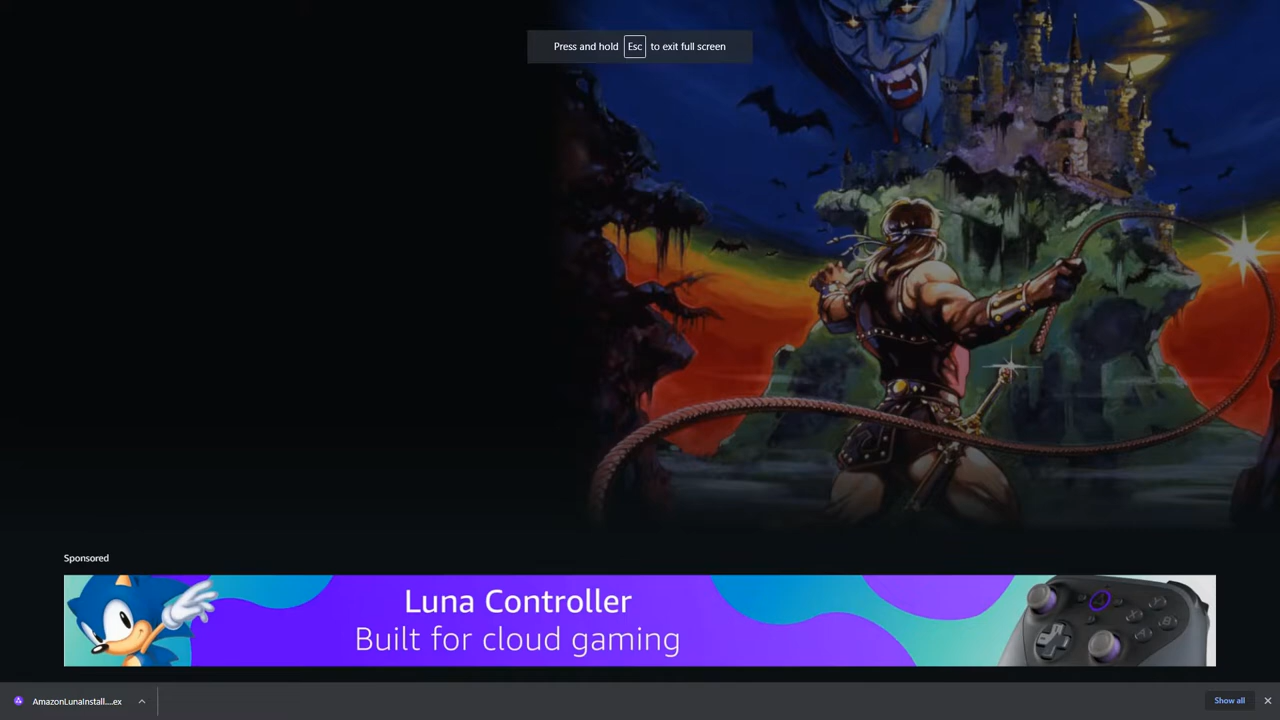 Press and hold Esc to exit full screen
Sponsored
Luna Controller
Built for cloud gaming
AmazonLunaInstall....ex
Show all